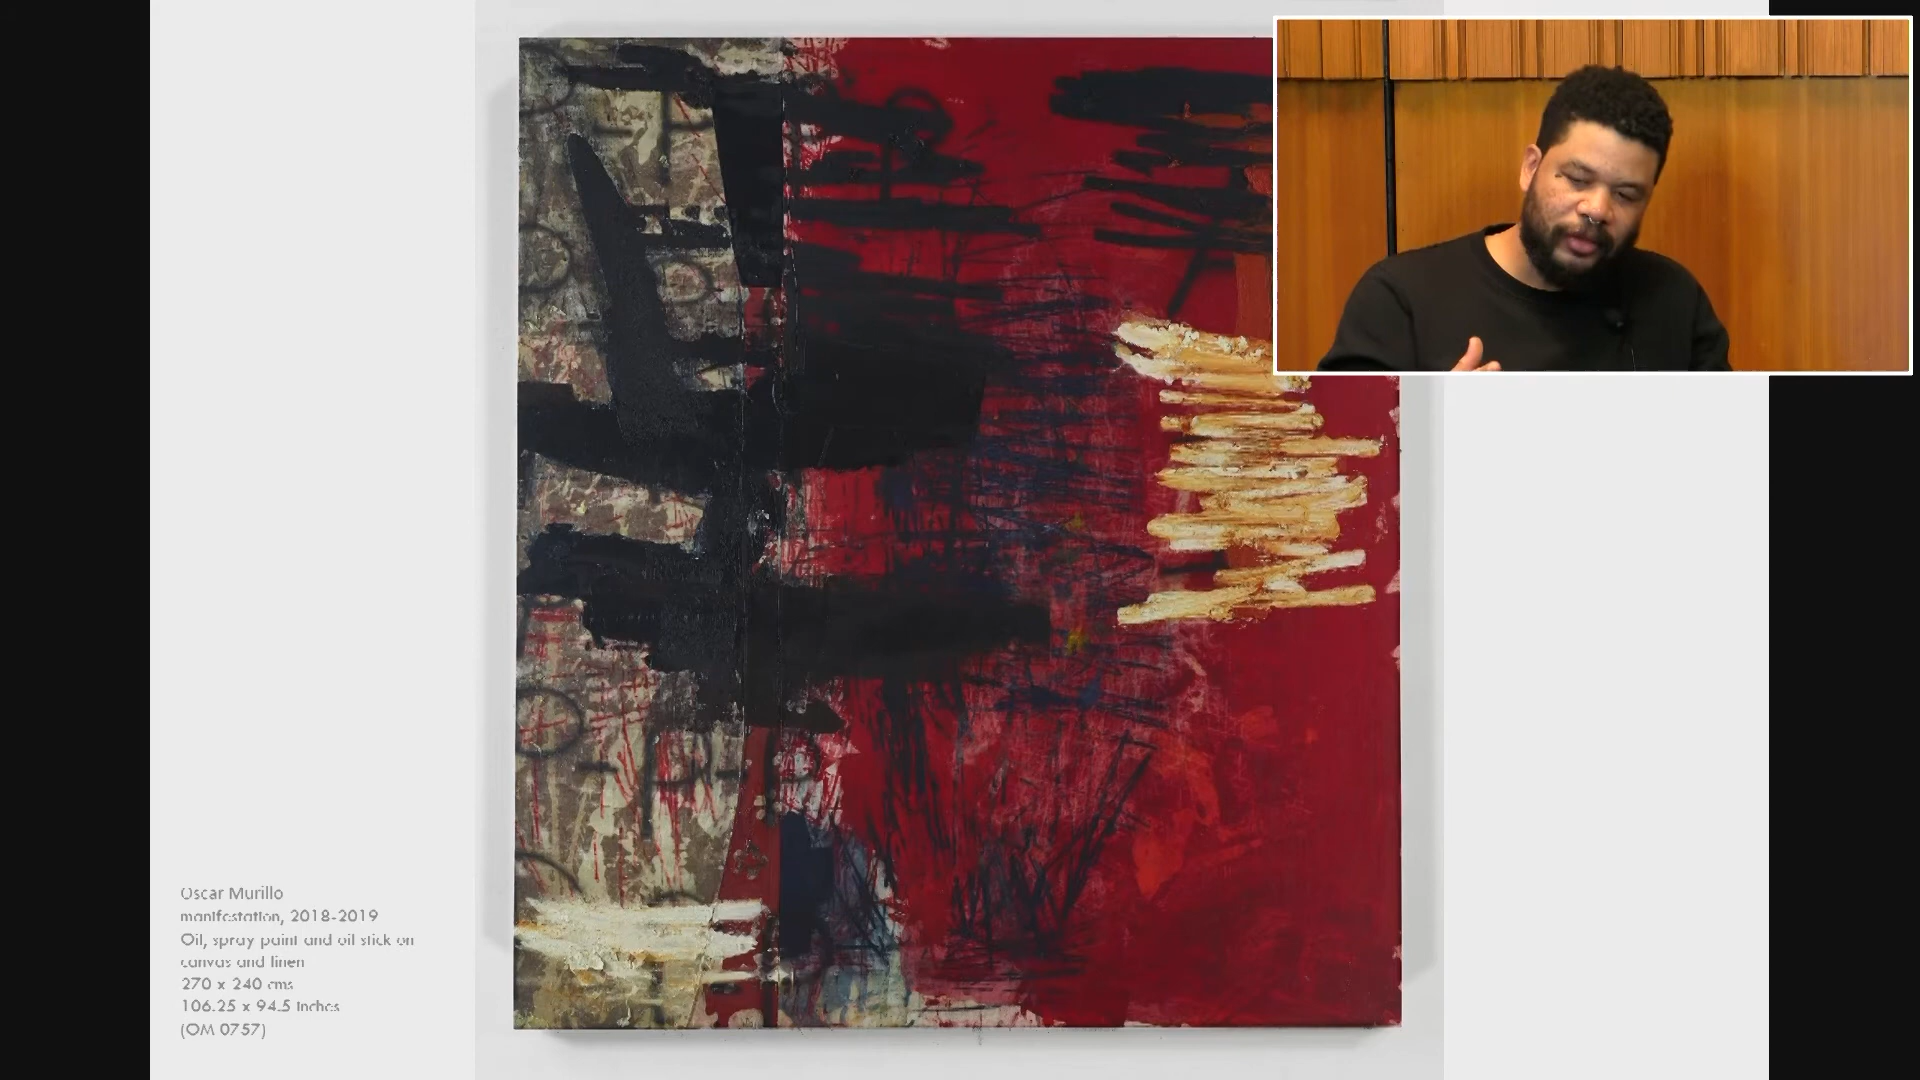 Oscar Murillo
manifestation, 2018-2019
Oil, spray paint and oil stick on
canvas and linen
270 x 240 cms
106.25 x 94.5 inches
(OM 0757)